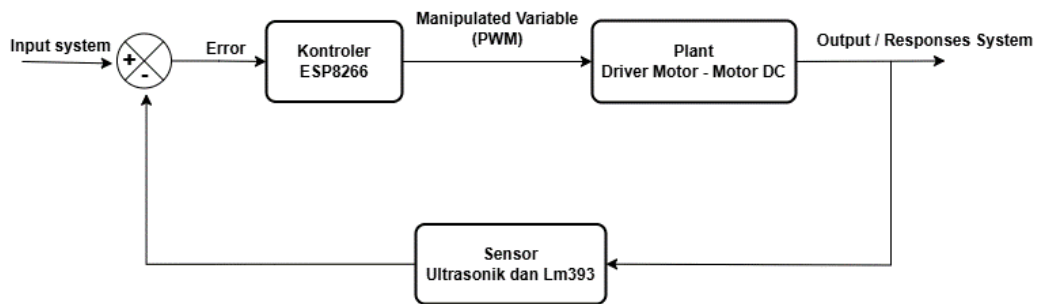 Input system
+
-
Error
Kontroler
ESP8266
Manipulated Variable
(PWM)
Plant
Driver Motor - Motor DC
Output / Responses System
Sensor
Ultrasonik dan Lm393